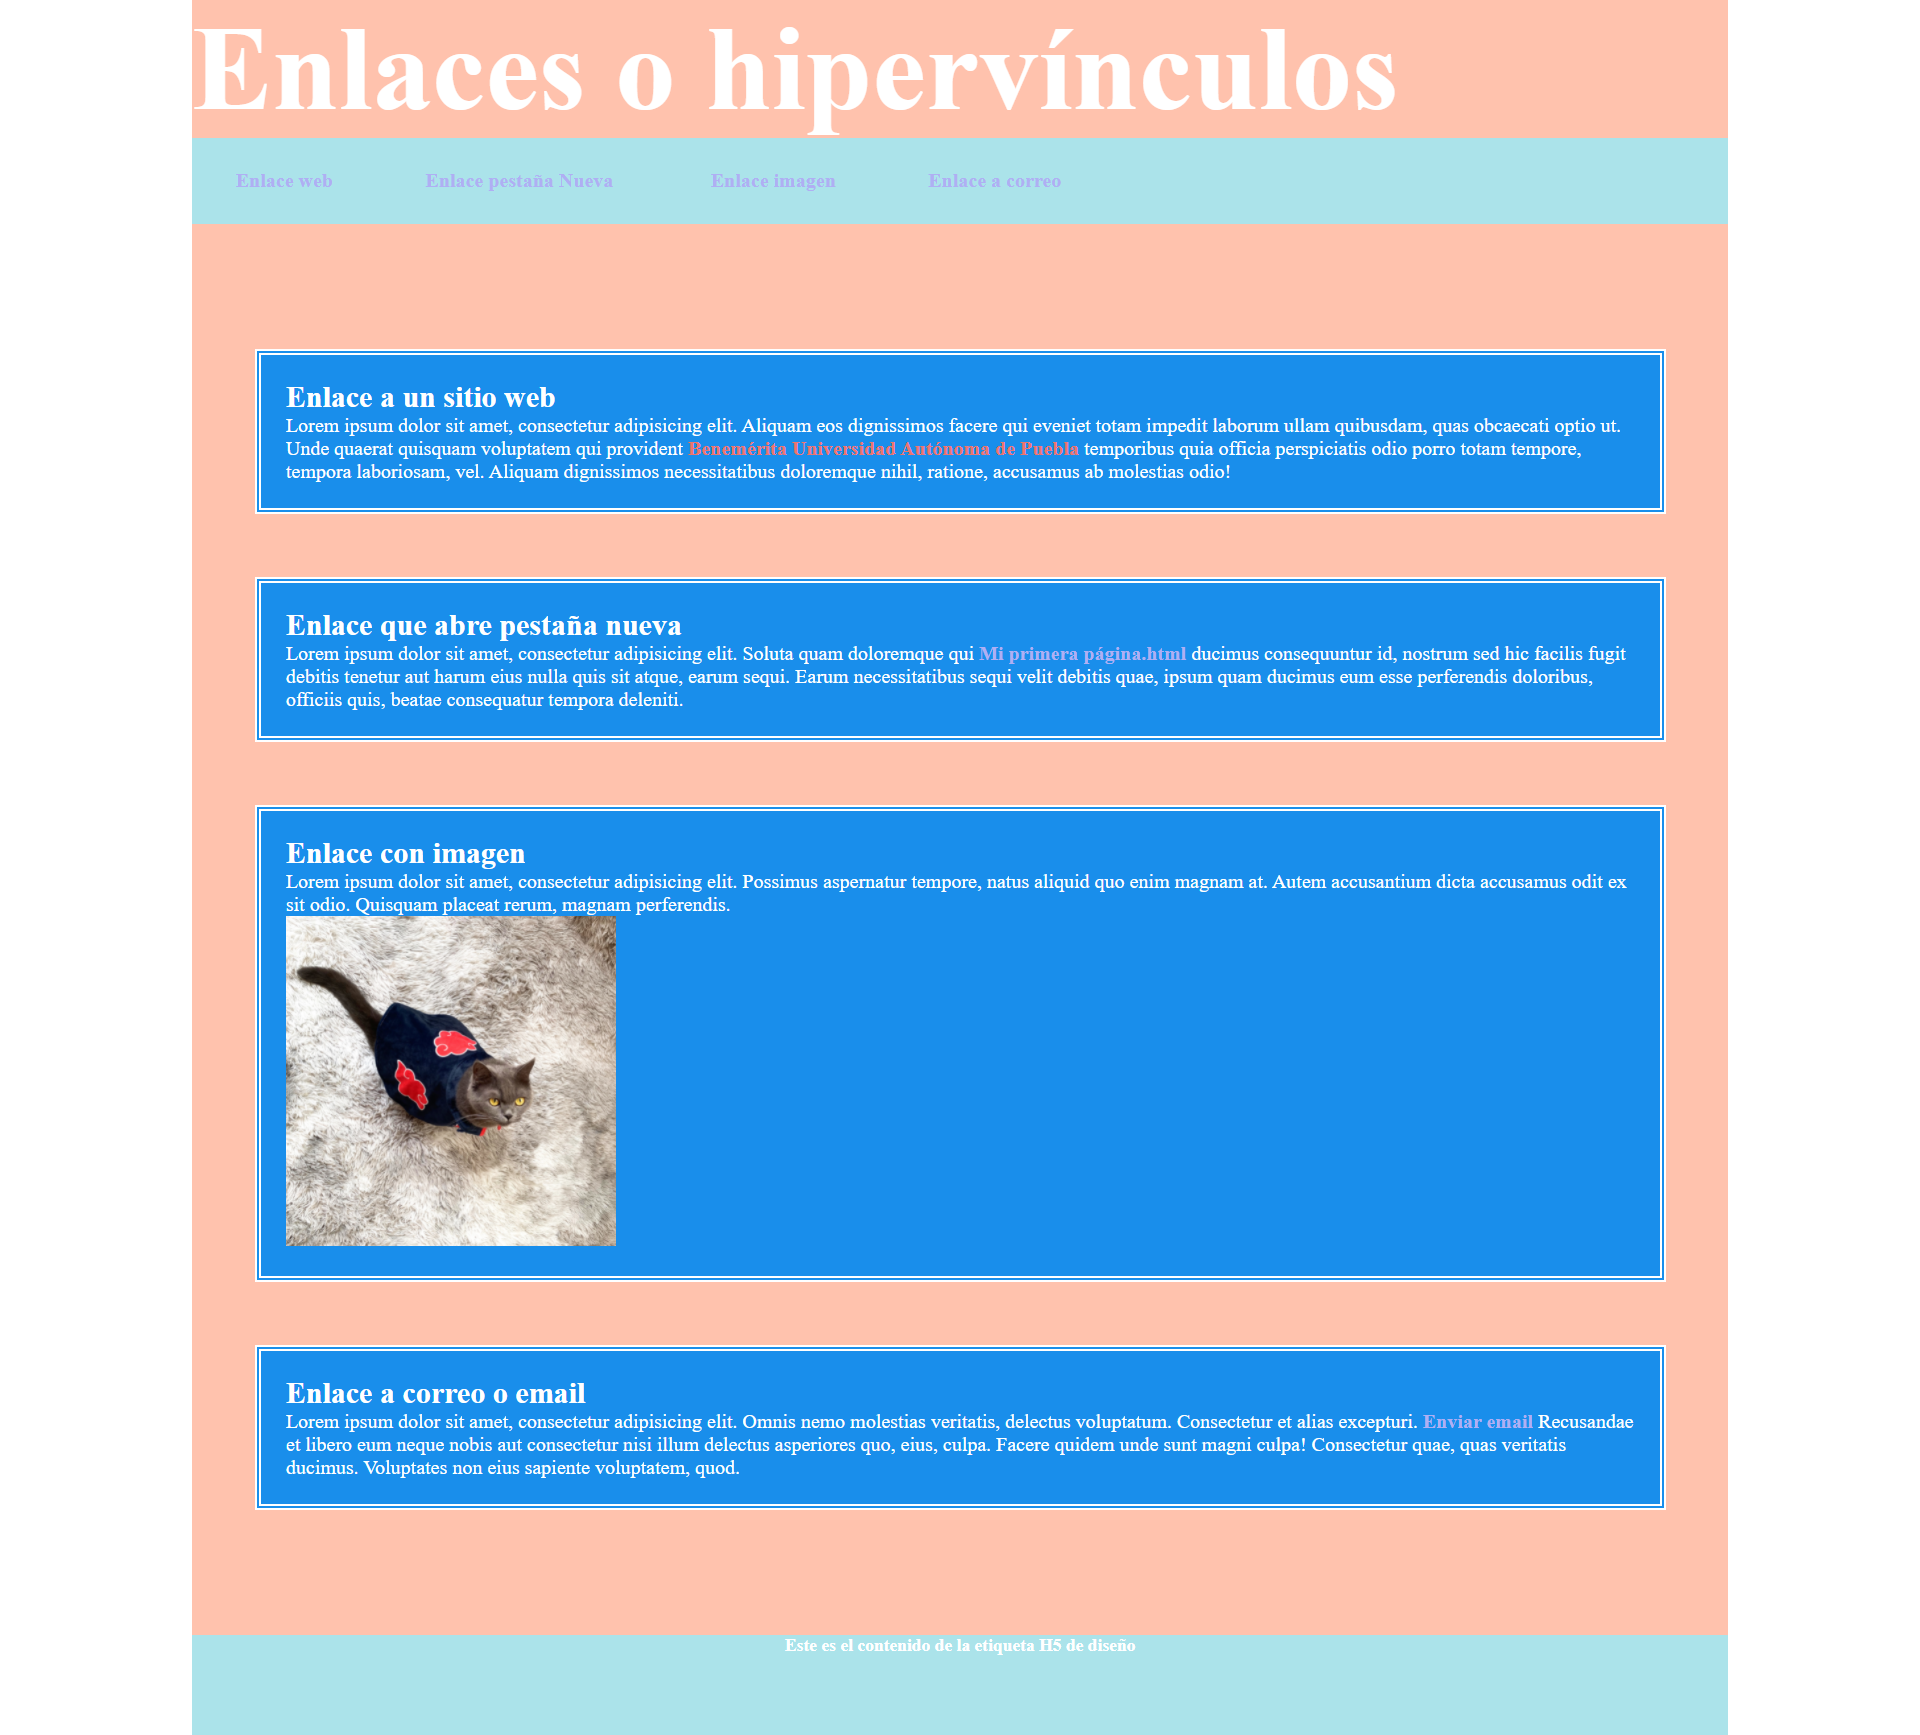 Enlaces o hipervínculos
Enlace web Enlace pestaña Nueva Enlace imagen Enlace a correo
Enlace a un sitio web
Lorem ipsum dolor sit amet, consectetur adipisicing elit. Aliquam eos dignissimos facere qui eveniet totam impedit laborum ullam quibusdam, quas obcaecati optio ut.
Unde quaerat quisquam voluptatem qui provident Benemérita Universidad Autónoma de Puebla temporibus quia officia perspiciatis odio porro totam tempore,
tempora laboriosam, vel. Aliquam dignissimos necessitatibus doloremque nihil, ratione, accusamus ab molestias odio!
Enlace que abre pestaña nueva
Lorem ipsum dolor sit amet, consectetur adipisicing elit. Soluta quam doloremque qui Mi primera página.html ducimus consequuntur id, nostrum sed hic facilis fugit
debitis tenetur aut harum eius nulla quis sit atque, earum sequi. Earum necessitatibus sequi velit debitis quae, ipsum quam ducimus eum esse perferendis doloribus,
officiis quis, beatae consequatur tempora deleniti.
Enlace con imagen
Lorem ipsum dolor sit amet, consectetur adipisicing elit. Possimus aspernatur tempore, natus aliquid quo enim magnam at. Autem accusantium dicta accusamus odit ex
sit odio. Quisquam placeat rerum, magnam perferendis.
Enlace a correo o email
Lorem ipsum dolor sit amet, consectetur adipisicing elit. Omnis nemo molestias veritatis, delectus voluptatum. Consectetur et alias excepturi. Enviar email Recusandae
et libero eum neque nobis aut consectetur nisi illum delectus asperiores quo, eius, culpa. Facere quidem unde sunt magni culpa! Consectetur quae, quas veritatis
ducimus. Voluptates non eius sapiente voluptatem, quod.
Este es el contenido de la etiqueta H5 de diseño